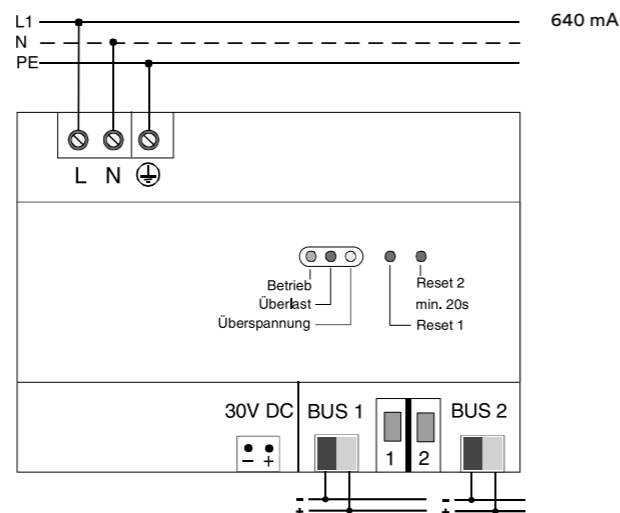 L1
640 mA
N
PE
L N
Betrieb
Überlast
Überspannung
Reset 2
min. 20s
Reset 1
30V DC BUS 1 BUS 2
- +
1 2
- -
+ +